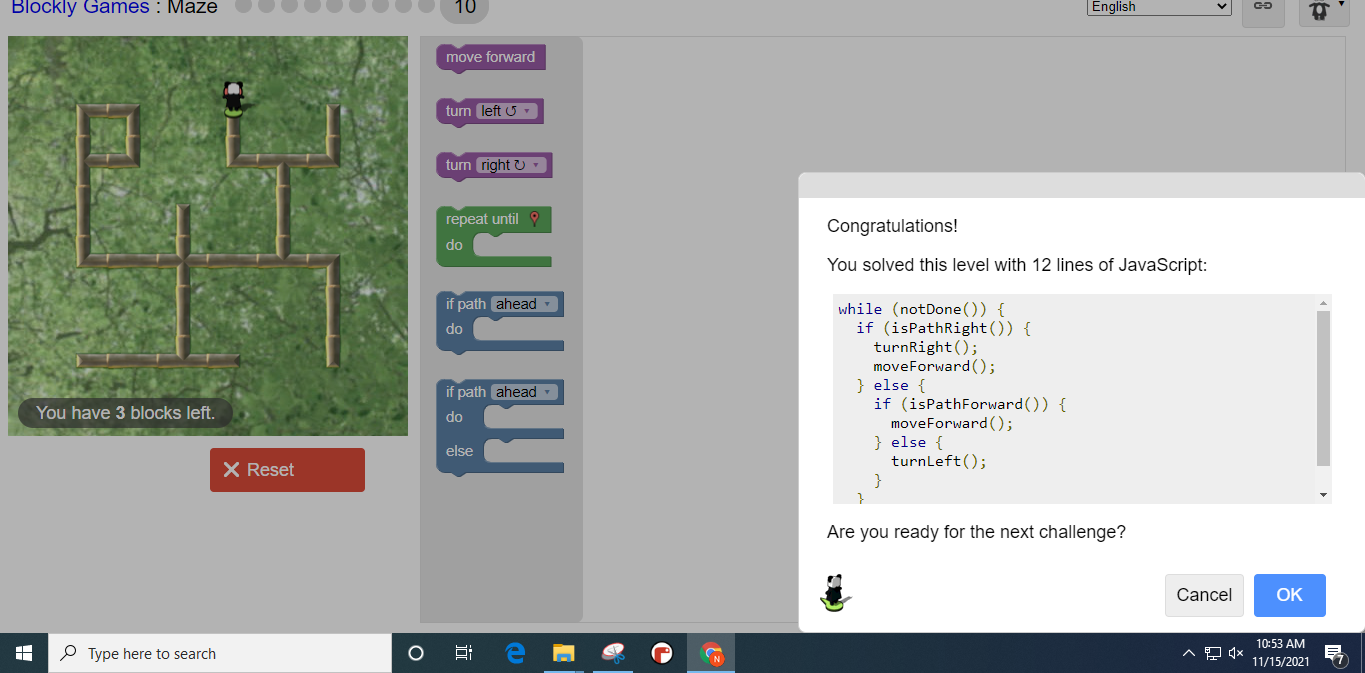 Blockly Games : Maze
10
English
move forward
turn left ↺ ▾
turn right ↻ ▾
repeat until
do
if path ahead ▾
do
if path ahead ▾
do
else
You have 3 blocks left.
Reset
Congratulations!
You solved this level with 12 lines of JavaScript:
while (notDone()) {
  if (isPathRight()) {
    turnRight();
    moveForward();
  } else {
    if (isPathForward()) {
      moveForward();
    } else {
      turnLeft();
    }
  }
Are you ready for the next challenge?
Cancel
OK
Type here to search
N
10:53 AM
11/15/2021
7